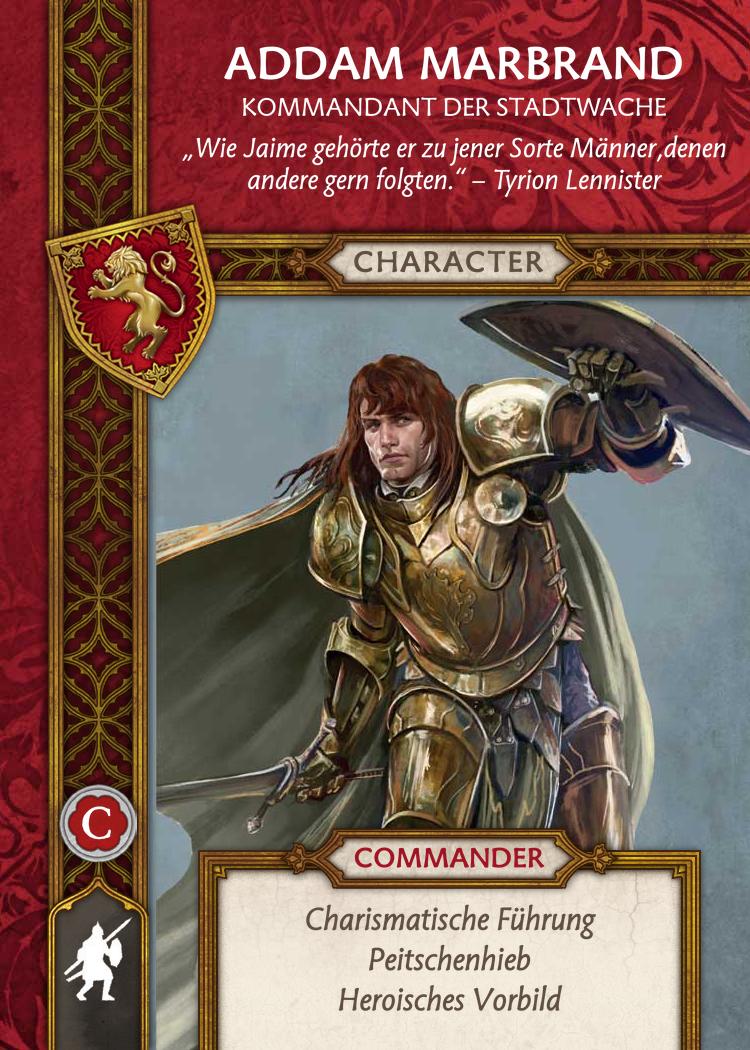 ADDAM MARBRAND
KOMMANDANT DER STADTWACHE
„Wie Jaime gehörte er zu jener Sorte Männer,denen
andere gern folgten.“ – Tyrion Lennister
CHARACTER
C
COMMANDER
Charismatische Führung
Peitschenhieb
Heroisches Vorbild